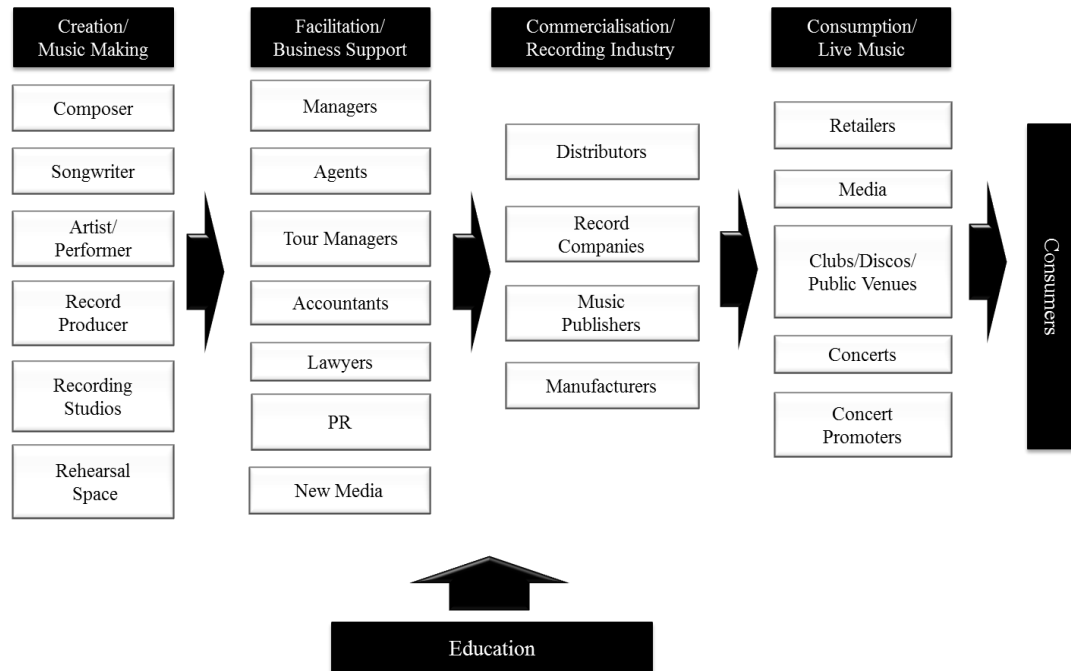 Creation/
Music Making
Composer
Songwriter
Artist/
Performer
Record
Producer
Recording
Studios
Rehearsal
Space
Facilitation/
Business Support
Managers
Agents
Tour Managers
Accountants
Lawyers
PR
New Media
Commercialisation/
Recording Industry
Distributors
Record
Companies
Music
Publishers
Manufacturers
Consumption/
Live Music
Retailers
Media
Clubs/Discos/
Public Venues
Concerts
Concert
Promoters
Consumers
Education